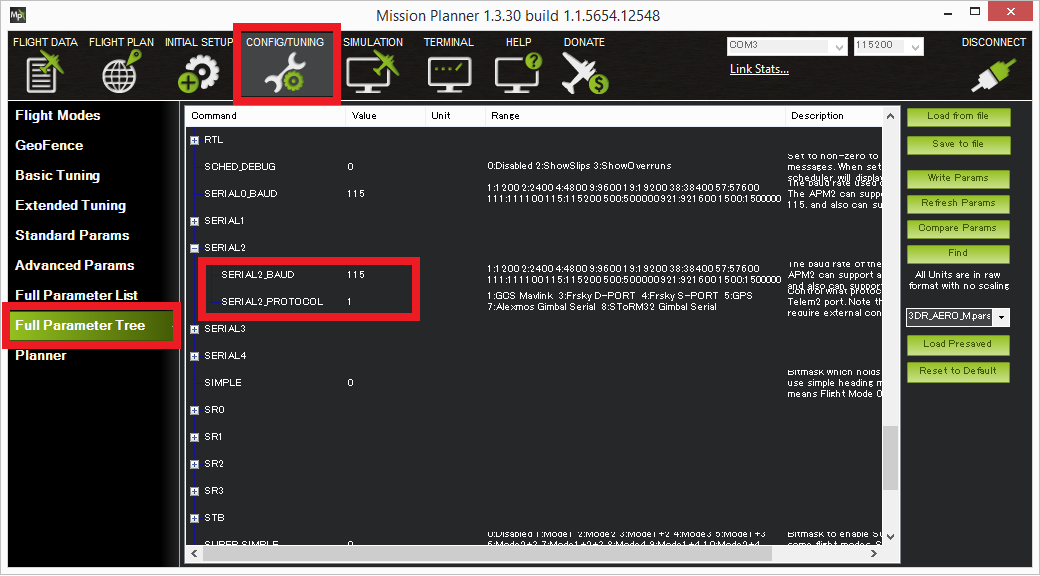 Mp
Mission Planner 1.3.30 build 1.1.5654.12548
FLIGHT DATA FLIGHT PLAN INITIAL SETUP CONFIG/TUNING SIMULATION TERMINAL HELP DONATE
COM3 115200 DISCONNECT
Link Stats...
Flight Modes
GeoFence
Basic Tuning
Extended Tuning
Standard Params
Advanced Params
Full Parameter List
Full Parameter Tree
Planner
Command Value Unit Range Description
RTL
SCHED_DEBUG 0 0:Disabled 2:ShowSlips 3:ShowOverruns
Set to non-zero to
messages. When set
scheduler will displa
SERIAL0_BAUD 115 1:1200 2:2400 4:4800 9:9600 19:19200 38:38400 57:57600
111:111100 115:115200 500:500000 921:921600 1500:1500000
The baud rate used o
The APM2 can supp
115. and also can su
SERIAL1
SERIAL2
SERIAL2_BAUD 115 1:1200 2:2400 4:4800 9:9600 19:19200 38:38400 57:57600
111:111100 115:115200 500:500000 921:921600 1500:1500000
The baud rate of the
APM2 can support a
and also can support
SERIAL2_PROTOCOL 1 1:GCS Mavlink 3:Frsky D-PORT 4:Frsky S-PORT 5:GPS
7:Alexmos Gimbal Serial 8:SToRM32 Gimbal Serial
Control what protoc
Telem2 port. Note th
require external con
SERIAL3
SERIAL4
SIMPLE 0
Bitmask which holds
use simple heading m
means Flight Mode 0
SR0
SR1
SR2
SR3
STB
SUPER_SIMPLE 0 0:Disabled 1:Mode1 2:Mode2 3:Mode1+2 4:Mode3 5:Mode1+3
6:Mode2+3 7:Mode1+2+3 8:Mode4 9:Mode1+4 10:Mode2+4
Bitmask to enable Su
some flight modes. S
Load from file
Save to file
Write Params
Refresh Params
Compare Params
Find
All Units are in raw
format with no scaling
3DR_AERO_M.para
Load Presaved
Reset to Default